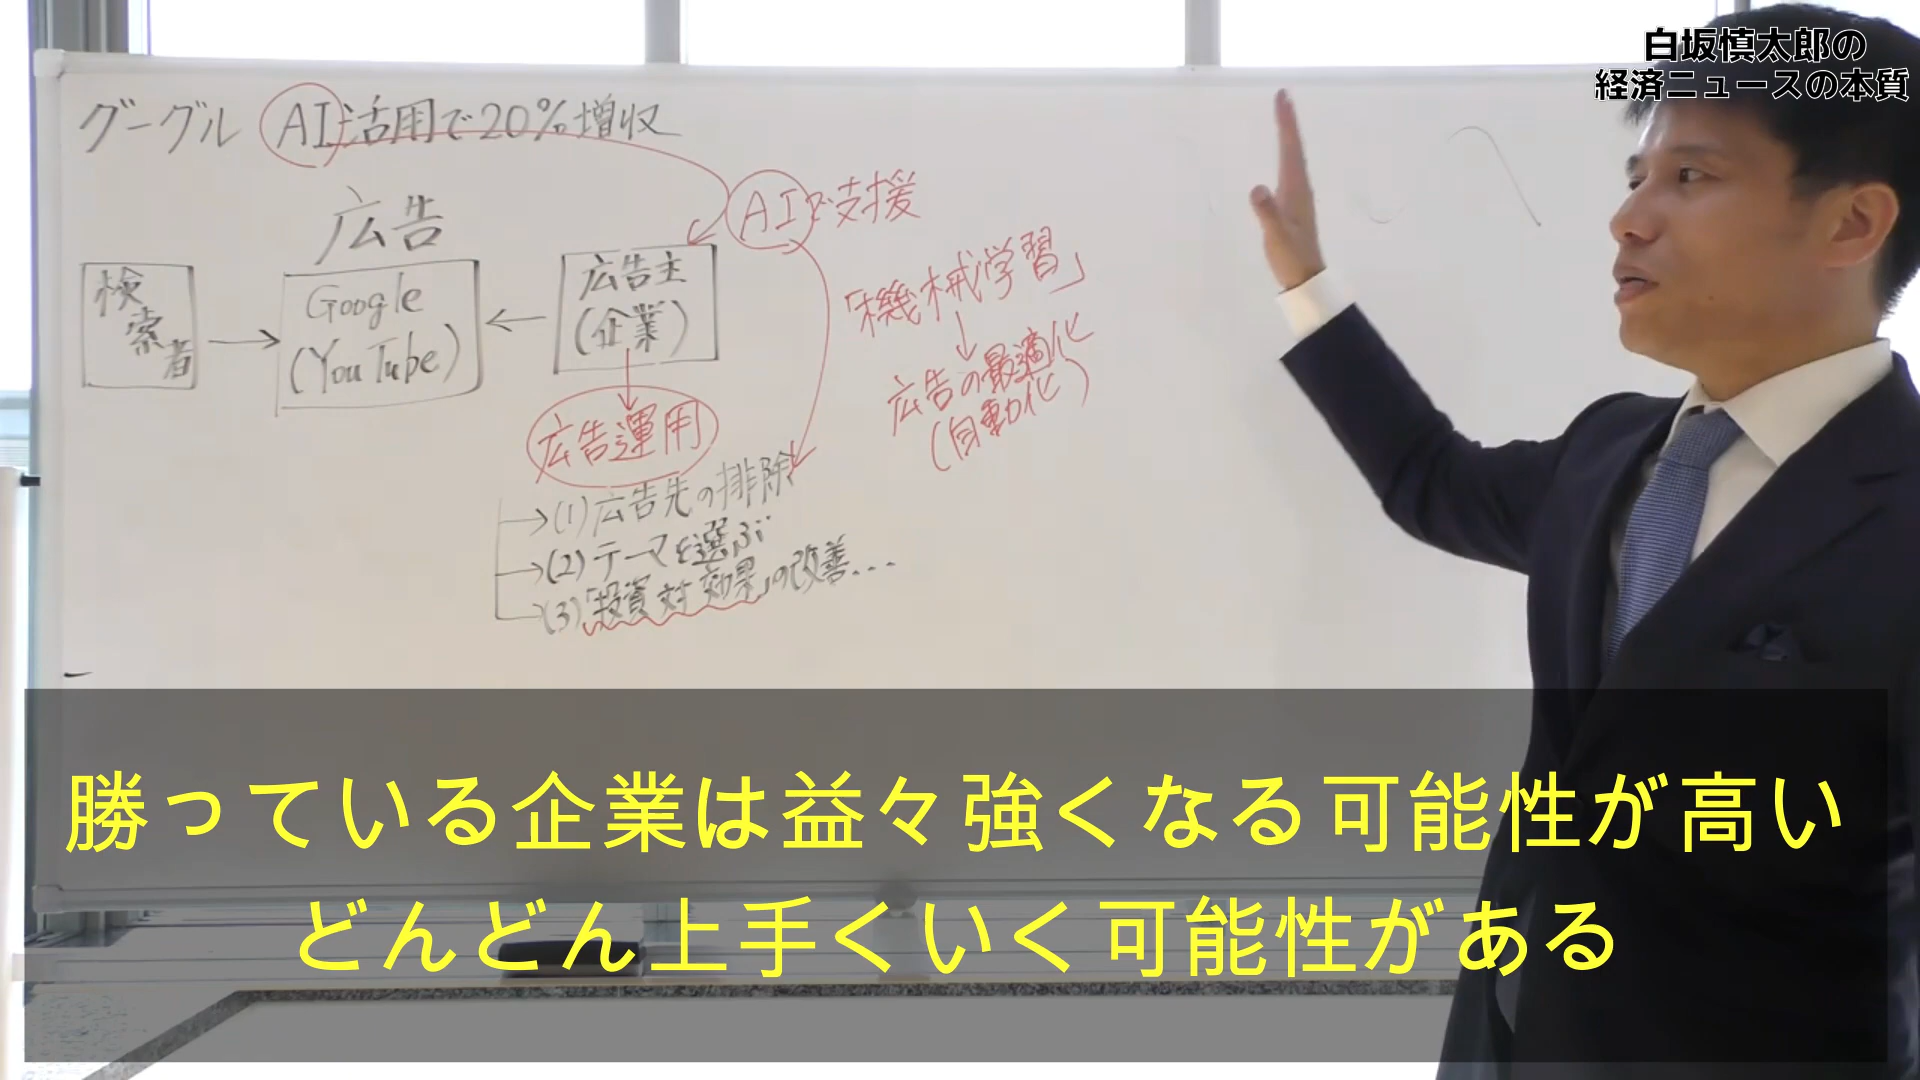 白坂慎太郎の
経済ニュースの本質
グーグル AI活用で20%増収
AIで支援
広告
検索者
Google
(YouTube)
広告主
(企業)
「機械学習」
広告の最適化
(自動化)
広告運用
(1)広告先の排除
(2)テーマを選ぶ
(3)「投資対効果」の改善...
勝っている企業は益々強くなる可能性が高い
どんどん上手くいく可能性がある